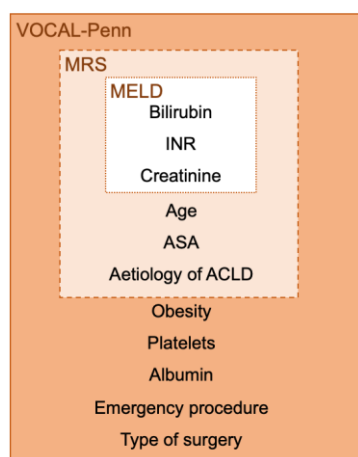 VOCAL-Penn
MRS
MELD
Bilirubin
INR
Creatinine
Age
ASA
Aetiology of ACLD
Obesity
Platelets
Albumin
Emergency procedure
Type of surgery